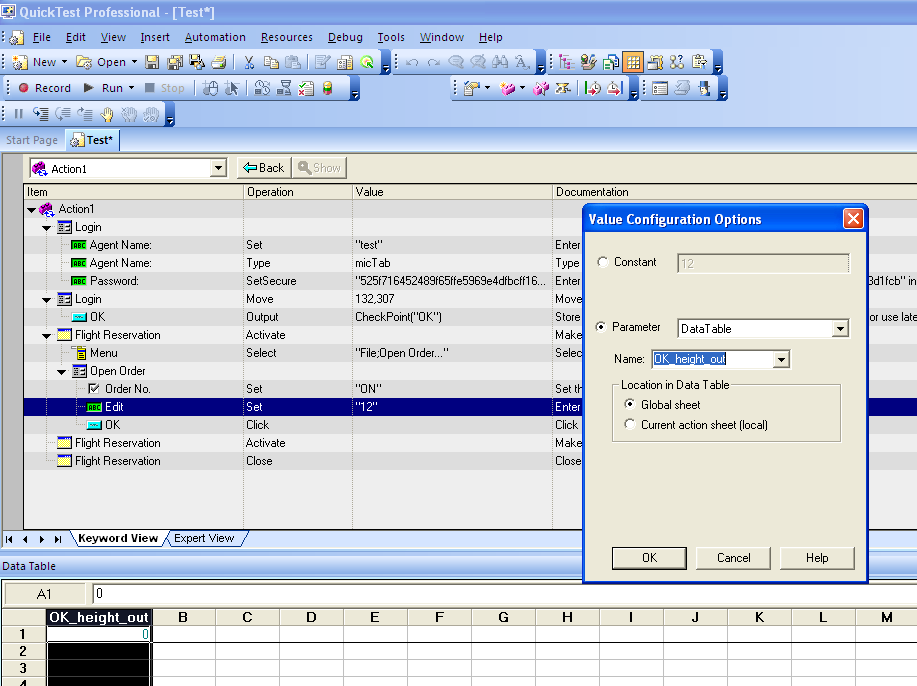 QuickTest Professional - [Test*]
File Edit View Insert Automation Resources Debug Tools Window Help
New Open
Record Run Stop
Start Page Test*
Action1 Back Show
Item Operation Value Documentation
Action1
Login
Agent Name: Set "test" Enter
Agent Name: Type micTab Type
Password: SetSecure "525f716452489f65ffe5969e4dfbcff16... Enter 3d1fcb" in
Login Move 132,307 Move
OK Output CheckPoint("OK") Store or use late
Flight Reservation Activate Make
Menu Select "File;Open Order..." Selec
Open Order
Order No. Set "ON" Set th
Edit Set "12" Enter
OK Click Click
Flight Reservation Activate Make
Flight Reservation Close Close
Keyword View Expert View
Value Configuration Options
Constant 12
Parameter DataTable
Name: OK_height_out
Location in Data Table
Global sheet
Current action sheet (local)
OK Cancel Help
Data Table
A1 0
OK_height_out B C D E F G H I J K L M
1 0
2
3
4